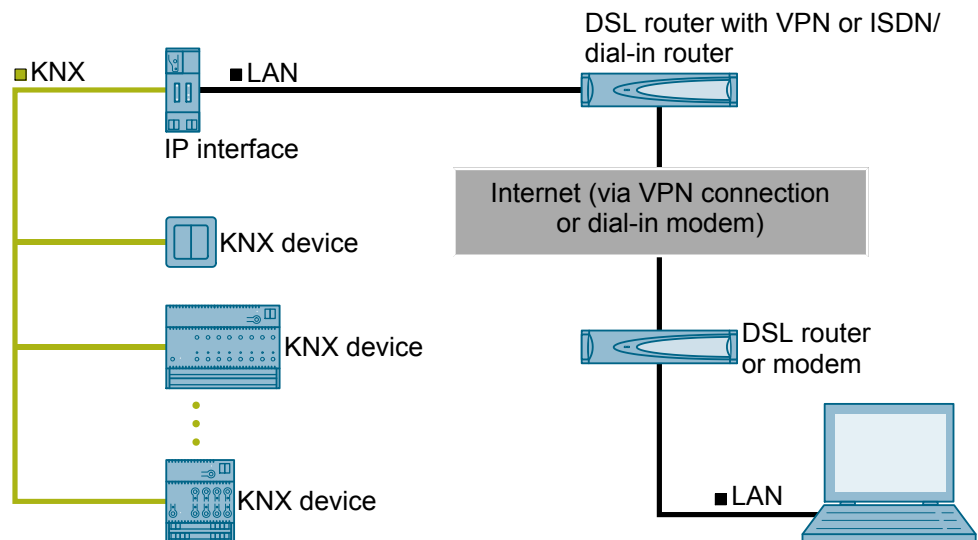 DSL router with VPN or ISDN/
dial-in router
KNX
LAN
IP interface
Internet (via VPN connection
or dial-in modem)
KNX device
KNX device
DSL router
or modem
KNX device
LAN